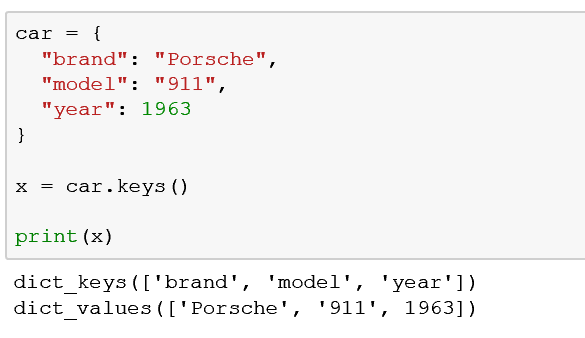 car = {
  "brand": "Porsche",
  "model": "911",
  "year": 1963
}
x = car.keys()
print(x)
dict_keys(['brand', 'model', 'year'])
dict_values(['Porsche', '911', 1963])